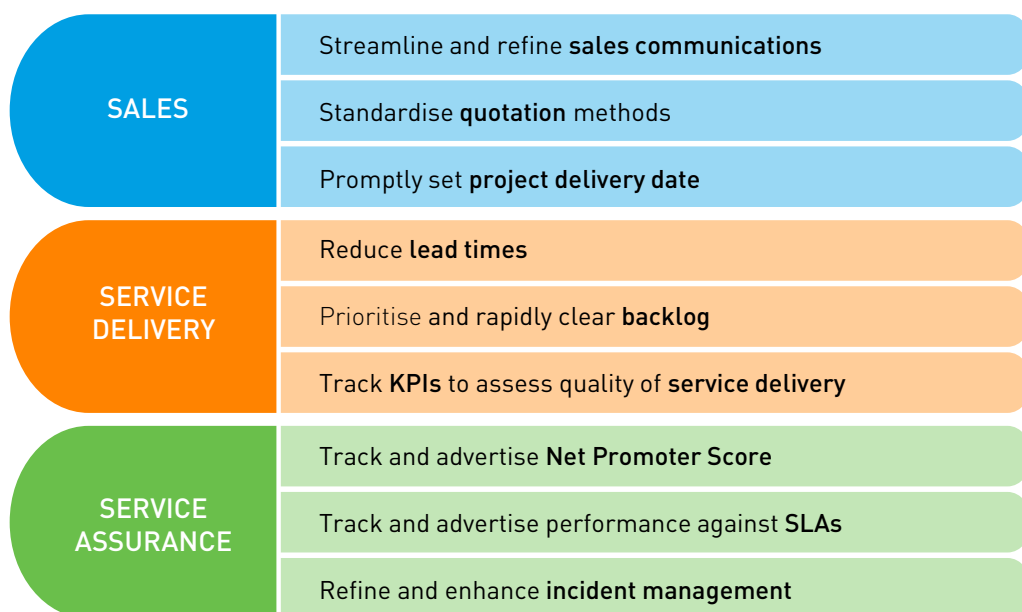 SALES
Streamline and refine sales communications
Standardise quotation methods
Promptly set project delivery date
SERVICE
DELIVERY
Reduce lead times
Prioritise and rapidly clear backlog
Track KPIs to assess quality of service delivery
SERVICE
ASSURANCE
Track and advertise Net Promoter Score
Track and advertise performance against SLAs
Refine and enhance incident management